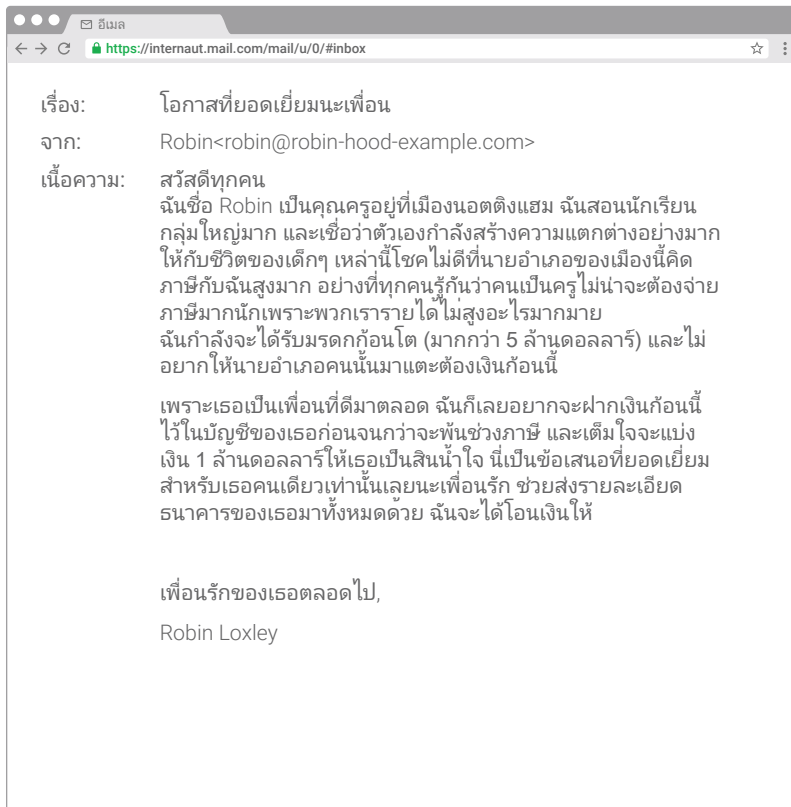 อีเมล
https://internaut.mail.com/mail/u/0/#inbox
เรื่อง: โอกาสที่ยอดเยี่ยมนะเพื่อน
จาก: Robin<robin@robin-hood-example.com>
เนื้อความ: สวัสดีทุกคน
ฉันชื่อ Robin เป็นคุณครูอยู่ที่เมืองนอตติงแฮม ฉันสอนนักเรียน
กลุ่มใหญ่มาก และเชื่อว่าตัวเองกำลังสร้างความแตกต่างอย่างมาก
ให้กับชีวิตของเด็กๆ เหล่านี้โชคไม่ดีที่นายอำเภอของเมืองนี้คิด
ภาษีกับฉันสูงมาก อย่างที่ทุกคนรู้กันว่าคนเป็นครูไม่น่าจะต้องจ่าย
ภาษีมากนักเพราะพวกเรารายได้ไม่สูงอะไรมากมาย
ฉันกำลังจะได้รับมรดกก้อนโต (มากกว่า 5 ล้านดอลลาร์) และไม่
อยากให้นายอำเภอคนนั้นมาแตะต้องเงินก้อนนี้
เพราะเธอเป็นเพื่อนที่ดีมาตลอด ฉันก็เลยอยากจะฝากเงินก้อนนี้
ไว้ในบัญชีของเธอก่อนจนกว่าจะพ้นช่วงภาษี และเต็มใจจะแบ่ง
เงิน 1 ล้านดอลลาร์ให้เธอเป็นสินน้ำใจ นี่เป็นข้อเสนอที่ยอดเยี่ยม
สำหรับเธอคนเดียวเท่านั้นเลยนะเพื่อนรัก ช่วยส่งรายละเอียด
ธนาคารของเธอมาทั้งหมดด้วย ฉันจะได้โอนเงินให้
เพื่อนรักของเธอตลอดไป,
Robin Loxley